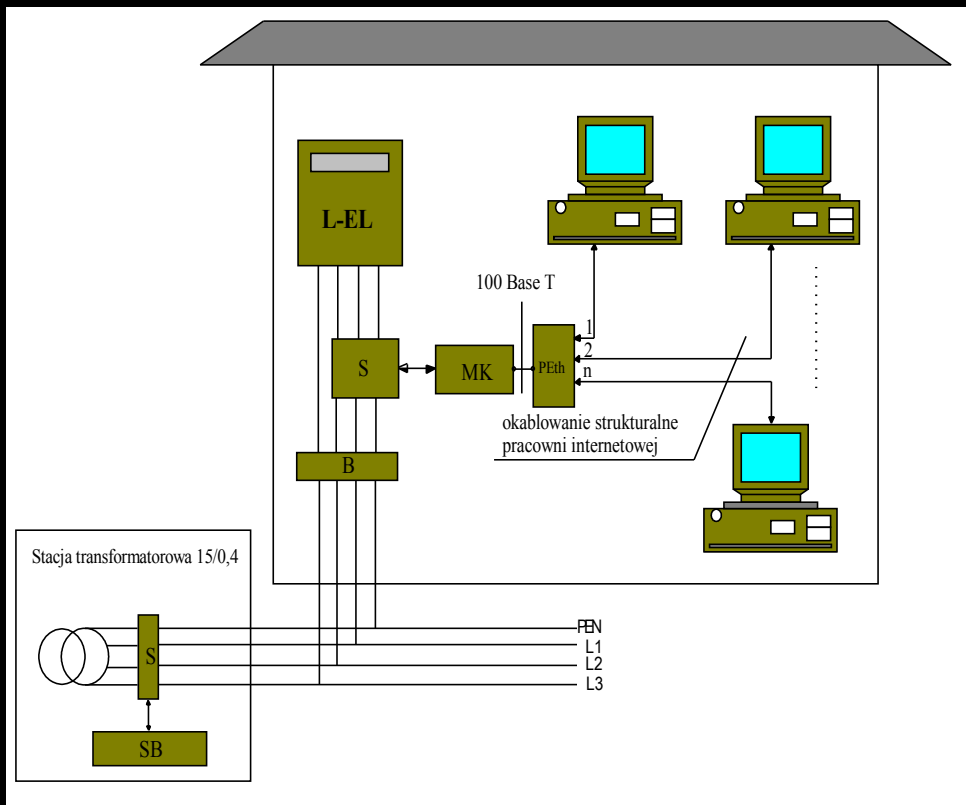 L-EL
100 Base T
1
2
n
S
MK
PEth
okablowanie strukturalne
pracowni internetowej
B
Stacja transformatorowa 15/0,4
S
SB
PEN
L1
L2
L3